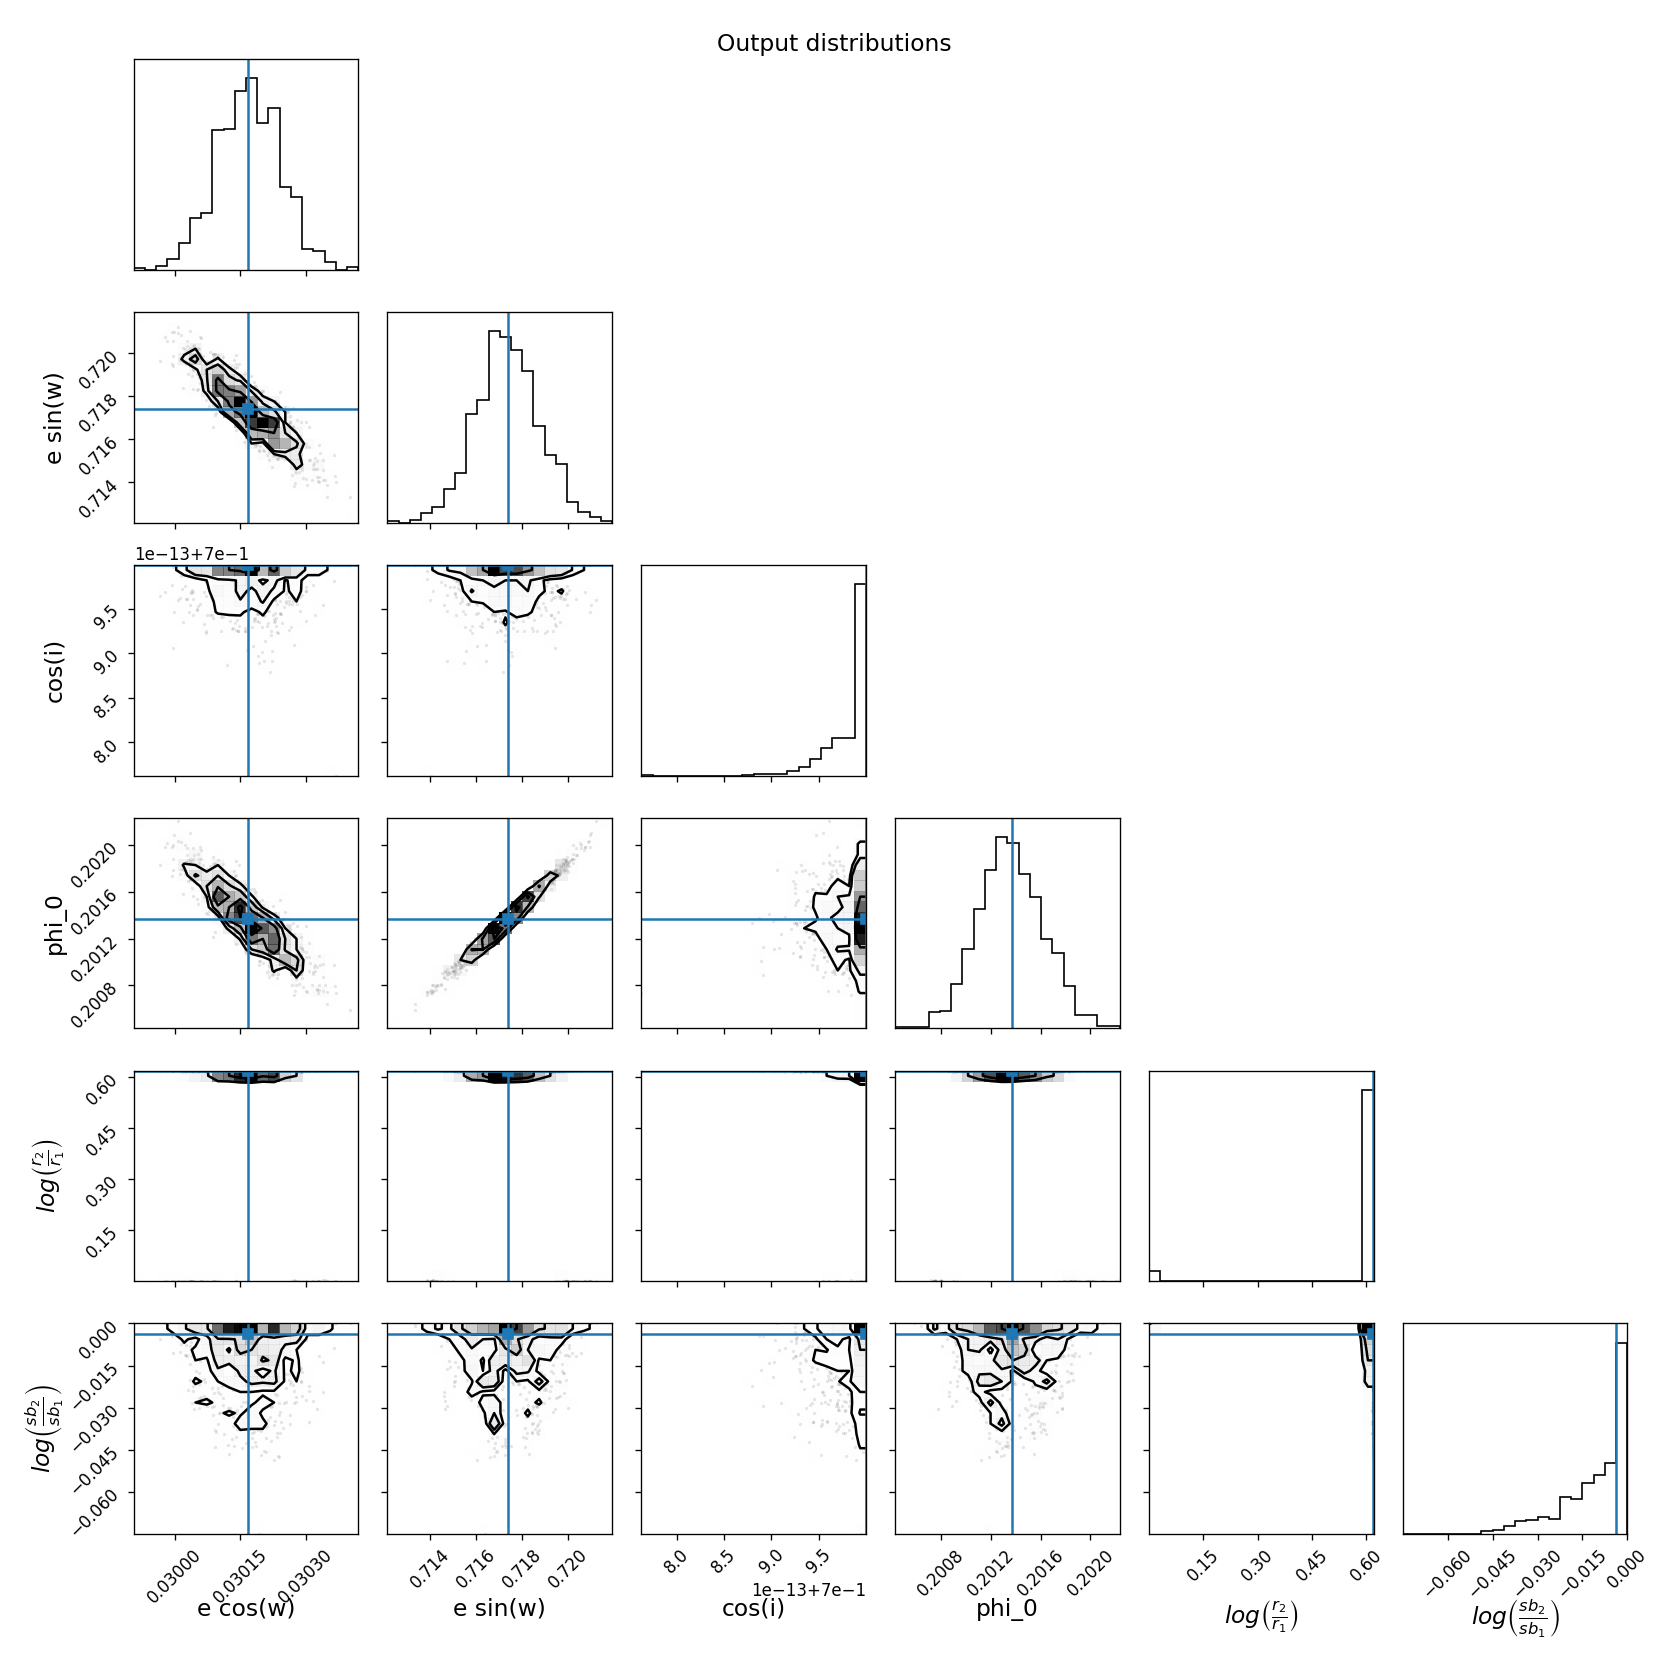 Output distributions
e sin(w)
0.720
0.718
0.716
0.714
1e−13+7e−1
cos(i)
9.5
9.0
8.5
8.0
phi_0
0.2020
0.2016
0.2012
0.2008
log(r2/r1)
0.60
0.45
0.30
0.15
log(sb2/sb1)
0.000
−0.015
−0.030
−0.045
−0.060
0.03000 0.03015 0.03030 0.714 0.716 0.718 0.720 8.0 8.5 9.0 9.5 0.2008 0.2012 0.2016 0.2020 0.15 0.30 0.45 0.60 −0.060 −0.045 −0.030 −0.015 0.000
1e−13+7e−1
e cos(w) e sin(w) cos(i) phi_0 log(r2/r1) log(sb2/sb1)